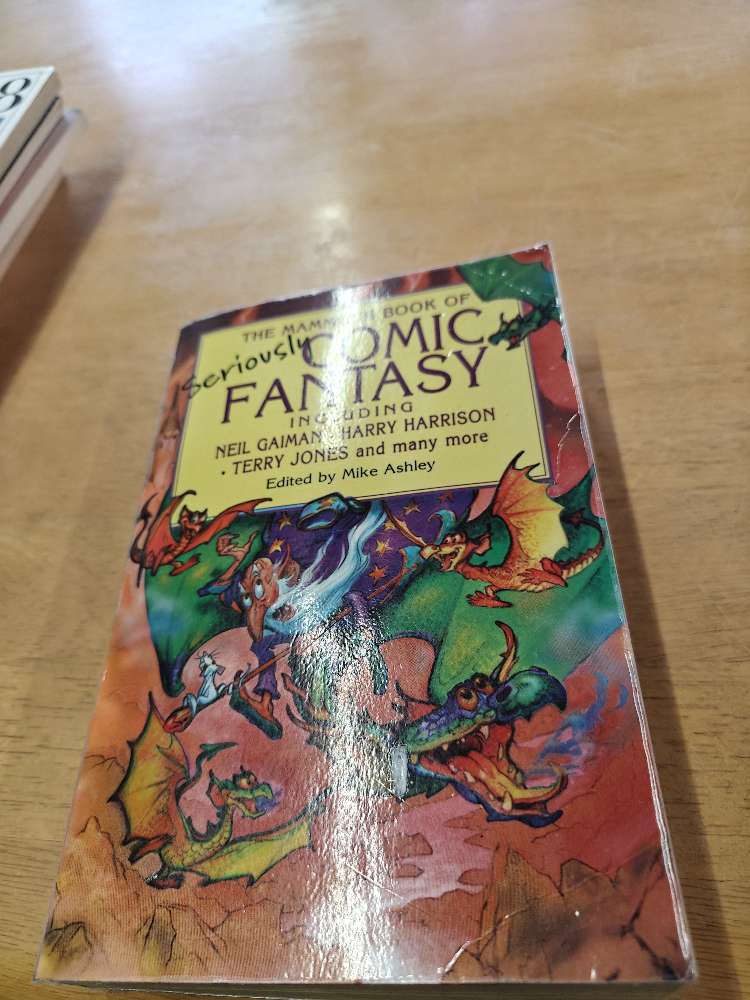 8
THE MAMMOTH BOOK OF
Seriously COMIC
FANTASY
INCLUDING
NEIL GAIMAN • HARRY HARRISON
• TERRY JONES and many more
Edited by Mike Ashley